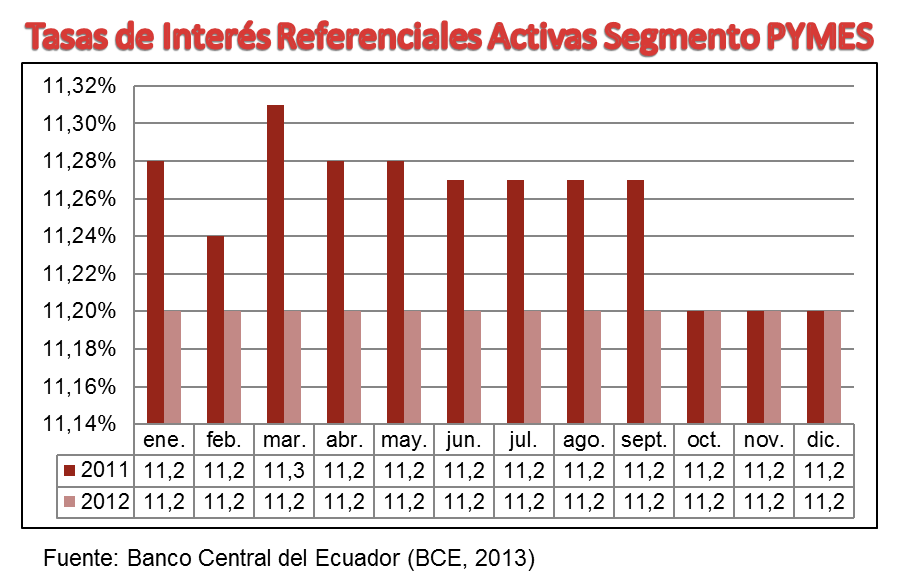 Tasas de Interés Referenciales Activas Segmento PYMES
11,32%
11,30%
11,28%
11,26%
11,24%
11,22%
11,20%
11,18%
11,16%
11,14%
ene. feb. mar. abr. may. jun. jul. ago. sept. oct. nov. dic.
2011 11,2 11,2 11,3 11,2 11,2 11,2 11,2 11,2 11,2 11,2 11,2 11,2
2012 11,2 11,2 11,2 11,2 11,2 11,2 11,2 11,2 11,2 11,2 11,2 11,2
Fuente: Banco Central del Ecuador (BCE, 2013)